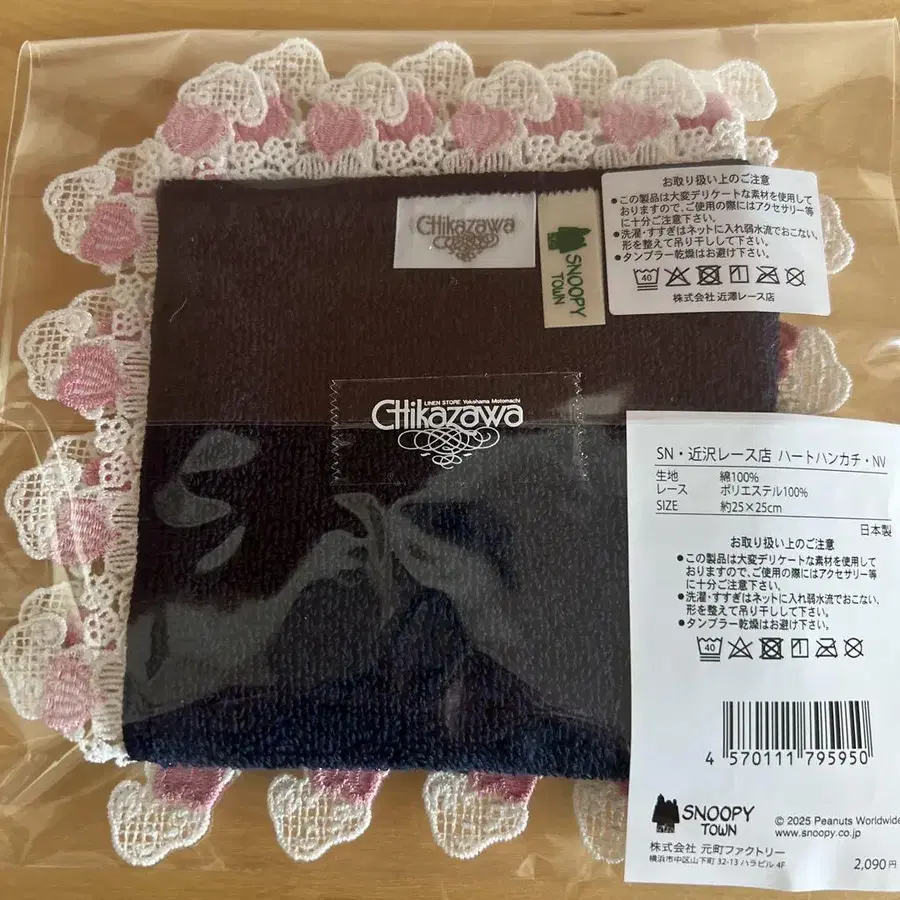 Chikazawa
SNOOPY
TOWN
お取り扱い上のご注意
●この製品は大変デリケートな素材を使用して
おりますので、ご使用の際にはアクセサリー等
に十分ご注意下さい。
●洗濯・すすぎはネットに入れ弱水流でおこない、
形を整えて吊り干しして下さい。
●タンブラー乾燥はお避け下さい。
40
株式会社 近澤レース店
LINEN STORE Yokohama Motomachi
Chikazawa
SN・近沢レース店 ハートハンカチ・NV
生地 綿100%
レース ポリエステル100%
SIZE 約25×25cm
日本製
お取り扱い上のご注意
●この製品は大変デリケートな素材を使用して
おりますので、ご使用の際にはアクセサリー等
に十分ご注意下さい。
●洗濯・すすぎはネットに入れ弱水流でおこない、
形を整えて吊り干しして下さい。
●タンブラー乾燥はお避け下さい。
40
4 570111 795950
SNOOPY
TOWN
© 2025 Peanuts Worldwide
www.snoopy.co.jp
株式会社 元町ファクトリー
横浜市中区山下町 32-13 ハラビル 4F
2,090円